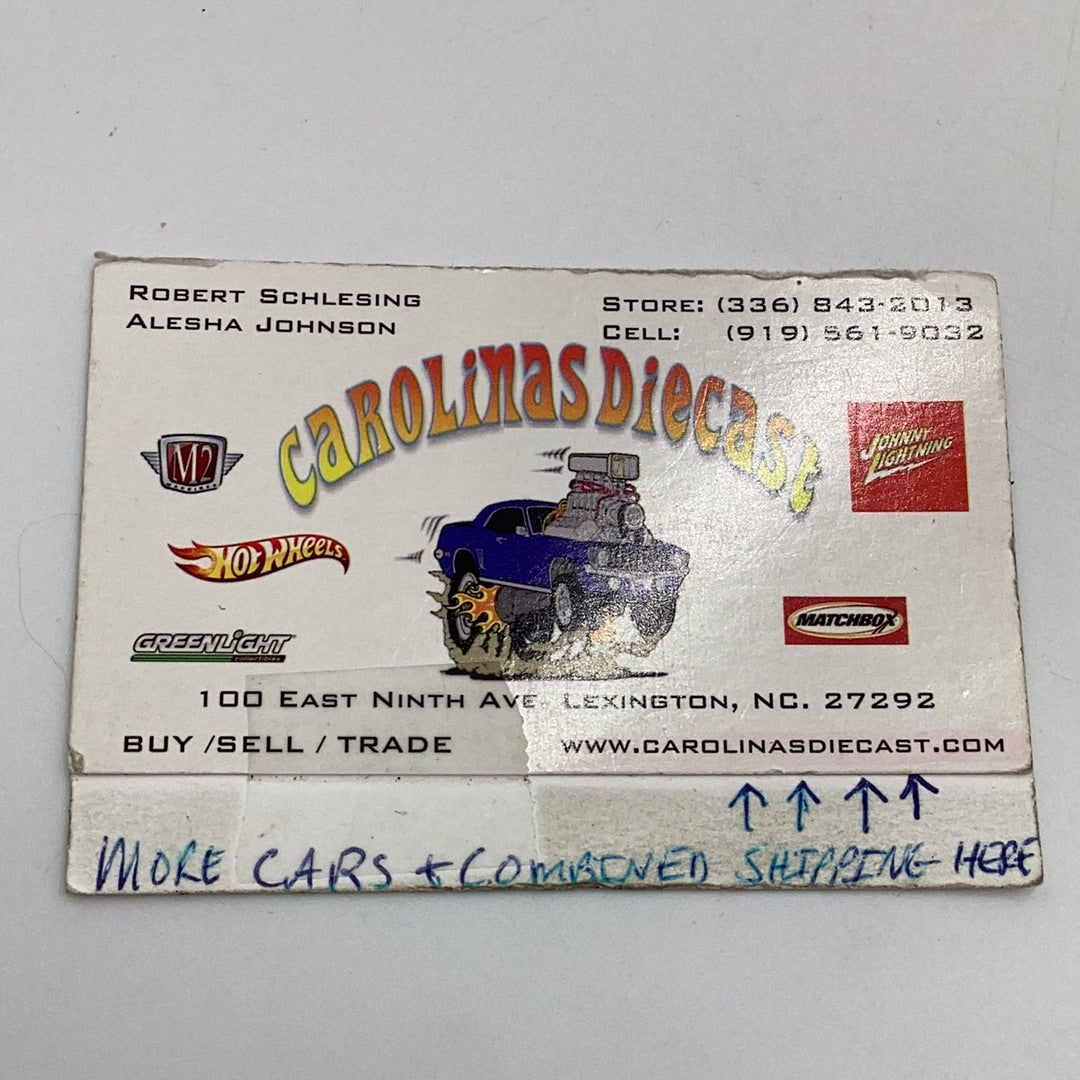 ROBERT SCHLESING
ALESHA JOHNSON
STORE: (336) 843-2013
CELL: (919) 561-9032
CAROLINAS DIECAST
M2
MACHINES
JOHNNY
LIGHTNING
HOT WHEELS
MATCHBOX
GREENLIGHT
collectibles
100 EAST NINTH AVE LEXINGTON, NC. 27292
BUY /SELL / TRADE
WWW.CAROLINASDIECAST.COM
MORE CARS + COMBINED SHIPPING HERE